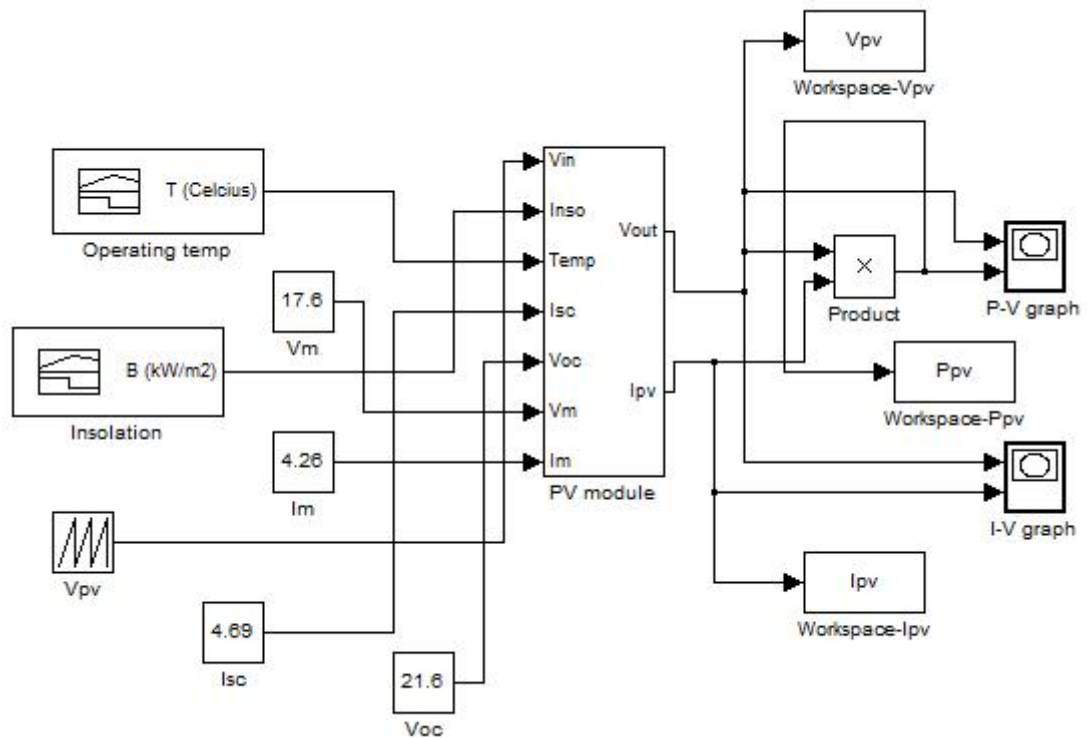 Vpv
Workspace-Vpv
T (Celcius)
Operating temp
Vin
Inso
Temp
Isc
Voc
Vm
Im
Vout
Ipv
PV module
×
Product
P-V graph
17.6
Vm
B (kW/m2)
Insolation
Ppv
Workspace-Ppv
4.26
Im
I-V graph
Vpv
Ipv
Workspace-Ipv
4.69
Isc
21.6
Voc